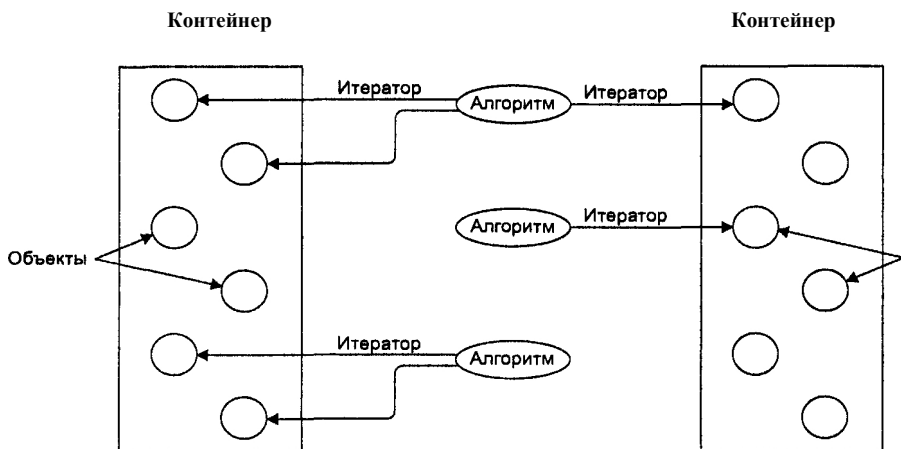 Контейнер
Контейнер
Итератор
Алгоритм
Итератор
Алгоритм
Итератор
Объекты
Итератор
Алгоритм